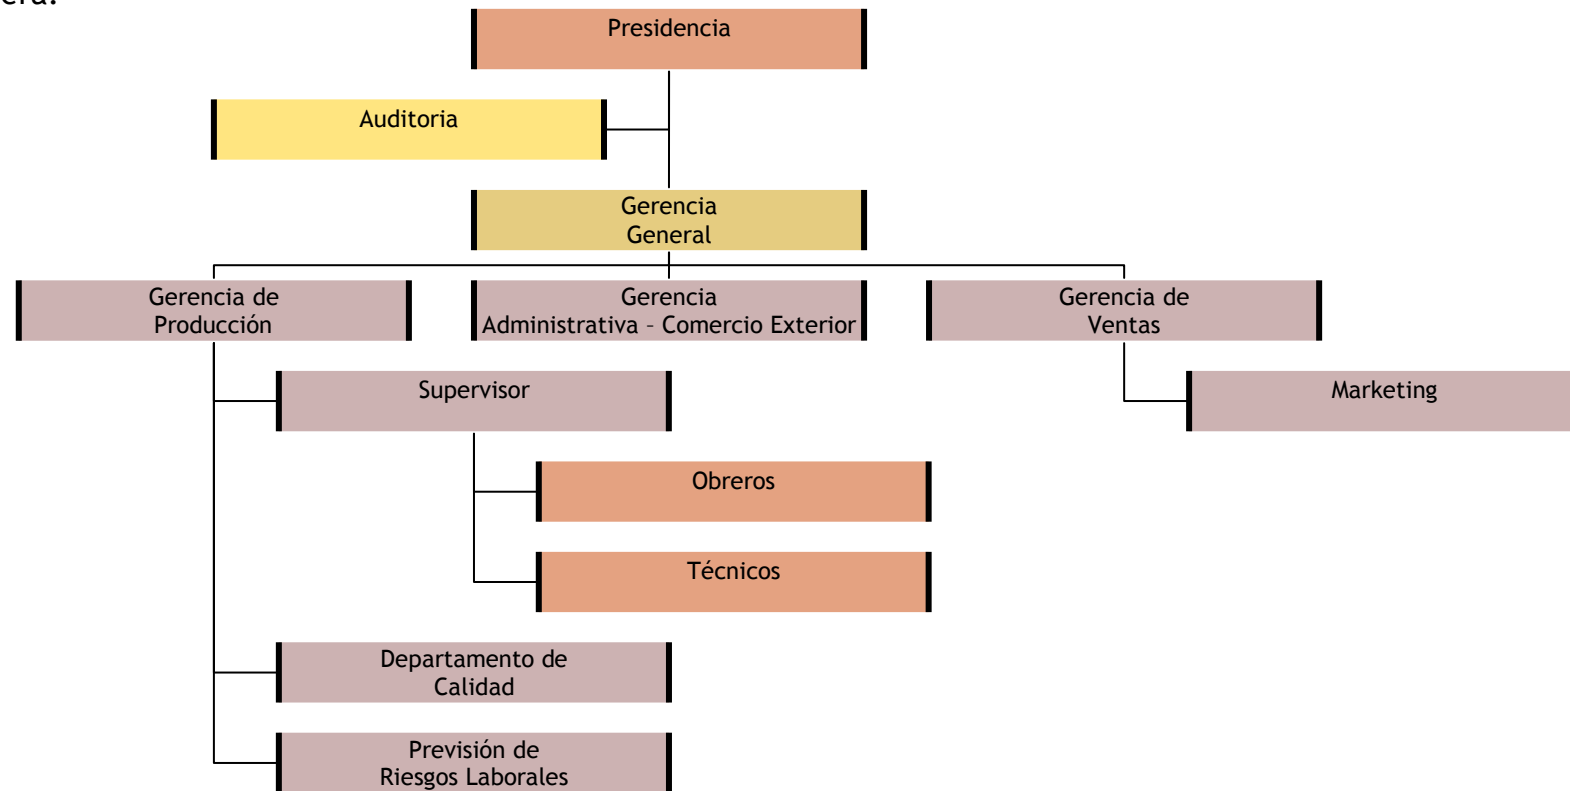 era:
Presidencia
Auditoria
Gerencia
General
Gerencia de
Producción
Gerencia
Administrativa – Comercio Exterior
Gerencia de
Ventas
Supervisor
Marketing
Obreros
Técnicos
Departamento de
Calidad
Previsión de
Riesgos Laborales